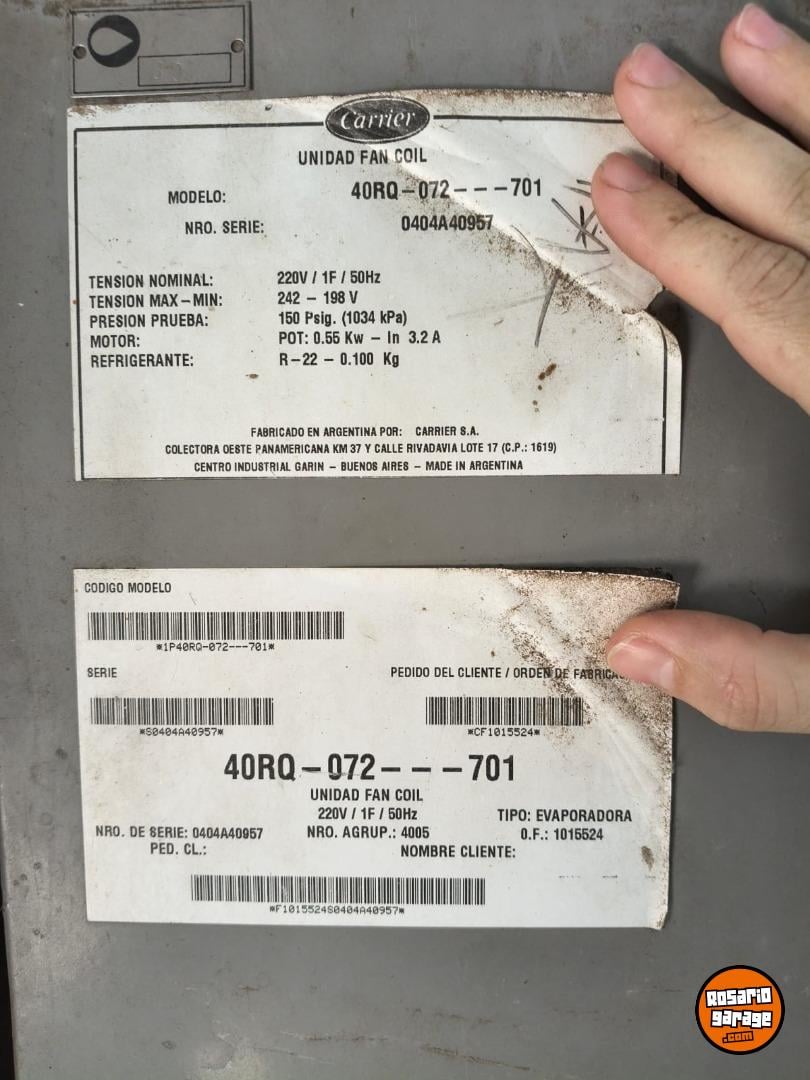 Carrier
UNIDAD FAN COIL
MODELO: 40RQ-072---701
NRO. SERIE: 0404A40957
TENSION NOMINAL: 220V / 1F / 50Hz
TENSION MAX-MIN: 242 - 198 V
PRESION PRUEBA: 150 Psig. (1034 kPa)
MOTOR: POT: 0.55 Kw - In 3.2 A
REFRIGERANTE: R-22 - 0.100 Kg
FABRICADO EN ARGENTINA POR: CARRIER S.A.
COLECTORA OESTE PANAMERICANA KM 37 Y CALLE RIVADAVIA LOTE 17 (C.P.: 1619)
CENTRO INDUSTRIAL GARIN - BUENOS AIRES - MADE IN ARGENTINA
CODIGO MODELO
*1P40RQ-072---701*
SERIE PEDIDO DEL CLIENTE / ORDEN DE
*S0404A40957* *CF1015524*
40RQ-072---701
UNIDAD FAN COIL
220V / 1F / 50Hz TIPO: EVAPORADORA
NRO. DE SERIE: 0404A40957 NRO. AGRUP.: 4005 O.F.: 1015524
PED. CL.: NOMBRE CLIENTE:
*F1015524S0404A40957*
Rosario
garage
.com